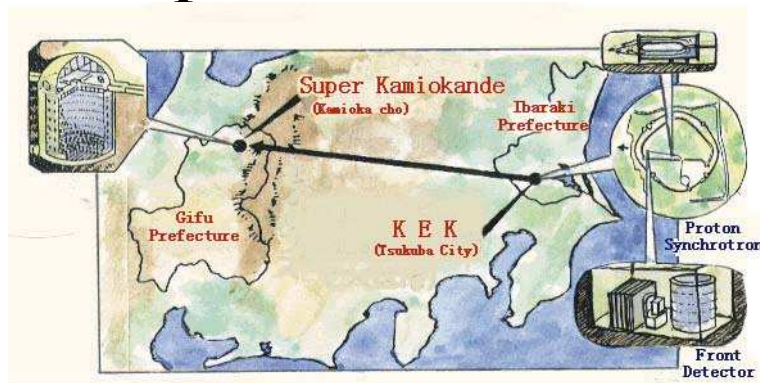 Super Kamiokande
(Kamioka cho)
Ibaraki
Prefecture
Gifu
Prefecture
K E K
(Tsukuba City)
Proton
Synchrotron
Front
Detector